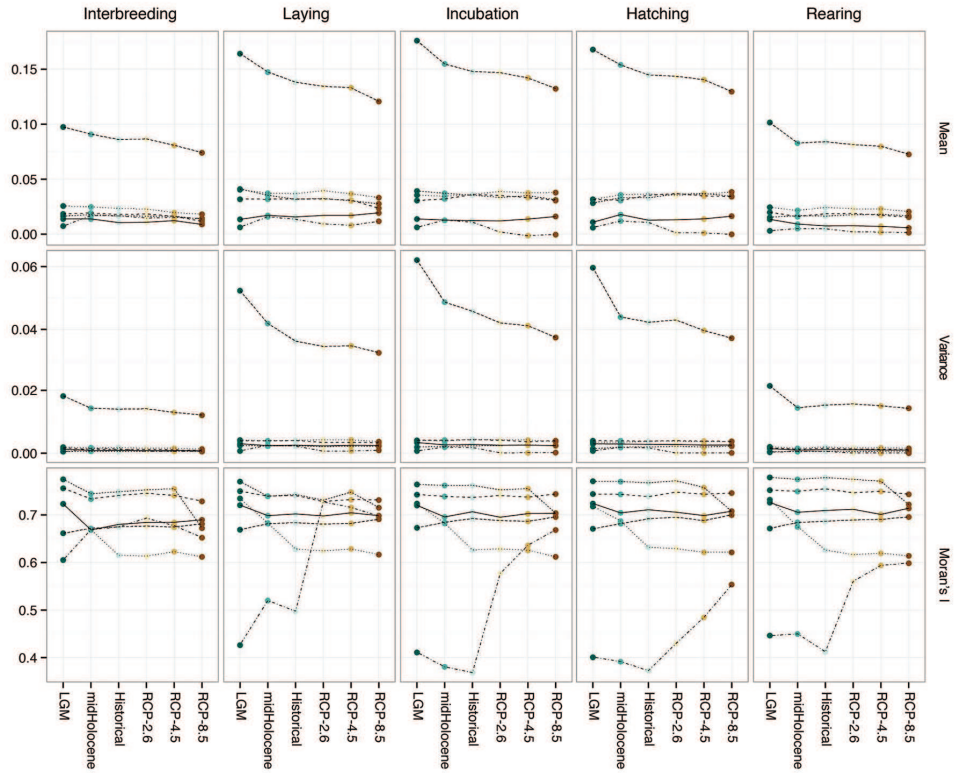 Interbreeding Laying Incubation Hatching Rearing
0.15
0.10
0.05
0.00
Mean
0.06
0.04
0.02
0.00
Variance
0.7
0.6
0.5
0.4
Moran's I
LGM midHolocene Historical RCP-2.6 RCP-4.5 RCP-8.5 LGM midHolocene Historical RCP-2.6 RCP-4.5 RCP-8.5 LGM midHolocene Historical RCP-2.6 RCP-4.5 RCP-8.5 LGM midHolocene Historical RCP-2.6 RCP-4.5 RCP-8.5 LGM midHolocene Historical RCP-2.6 RCP-4.5 RCP-8.5